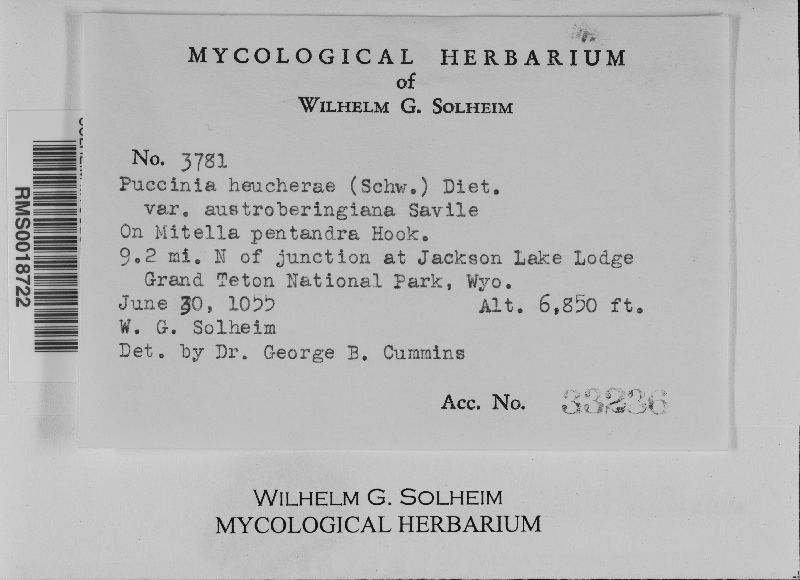 MYCOLOGICAL HERBARIUM
of
WILHELM G. SOLHEIM
No. 3781
Puccinia heucherae (Schw.) Diet.
var. austroberingiana Savile
On Mitella pentandra Hook.
9.2 mi. N of junction at Jackson Lake Lodge
Grand Teton National Park, Wyo.
June 30, 1055 Alt. 6,850 ft.
W. G. Solheim
Det. by Dr. George B. Cummins
Acc. No. 33236
RMS0018722
WILHELM G. SOLHEIM
MYCOLOGICAL HERBARIUM